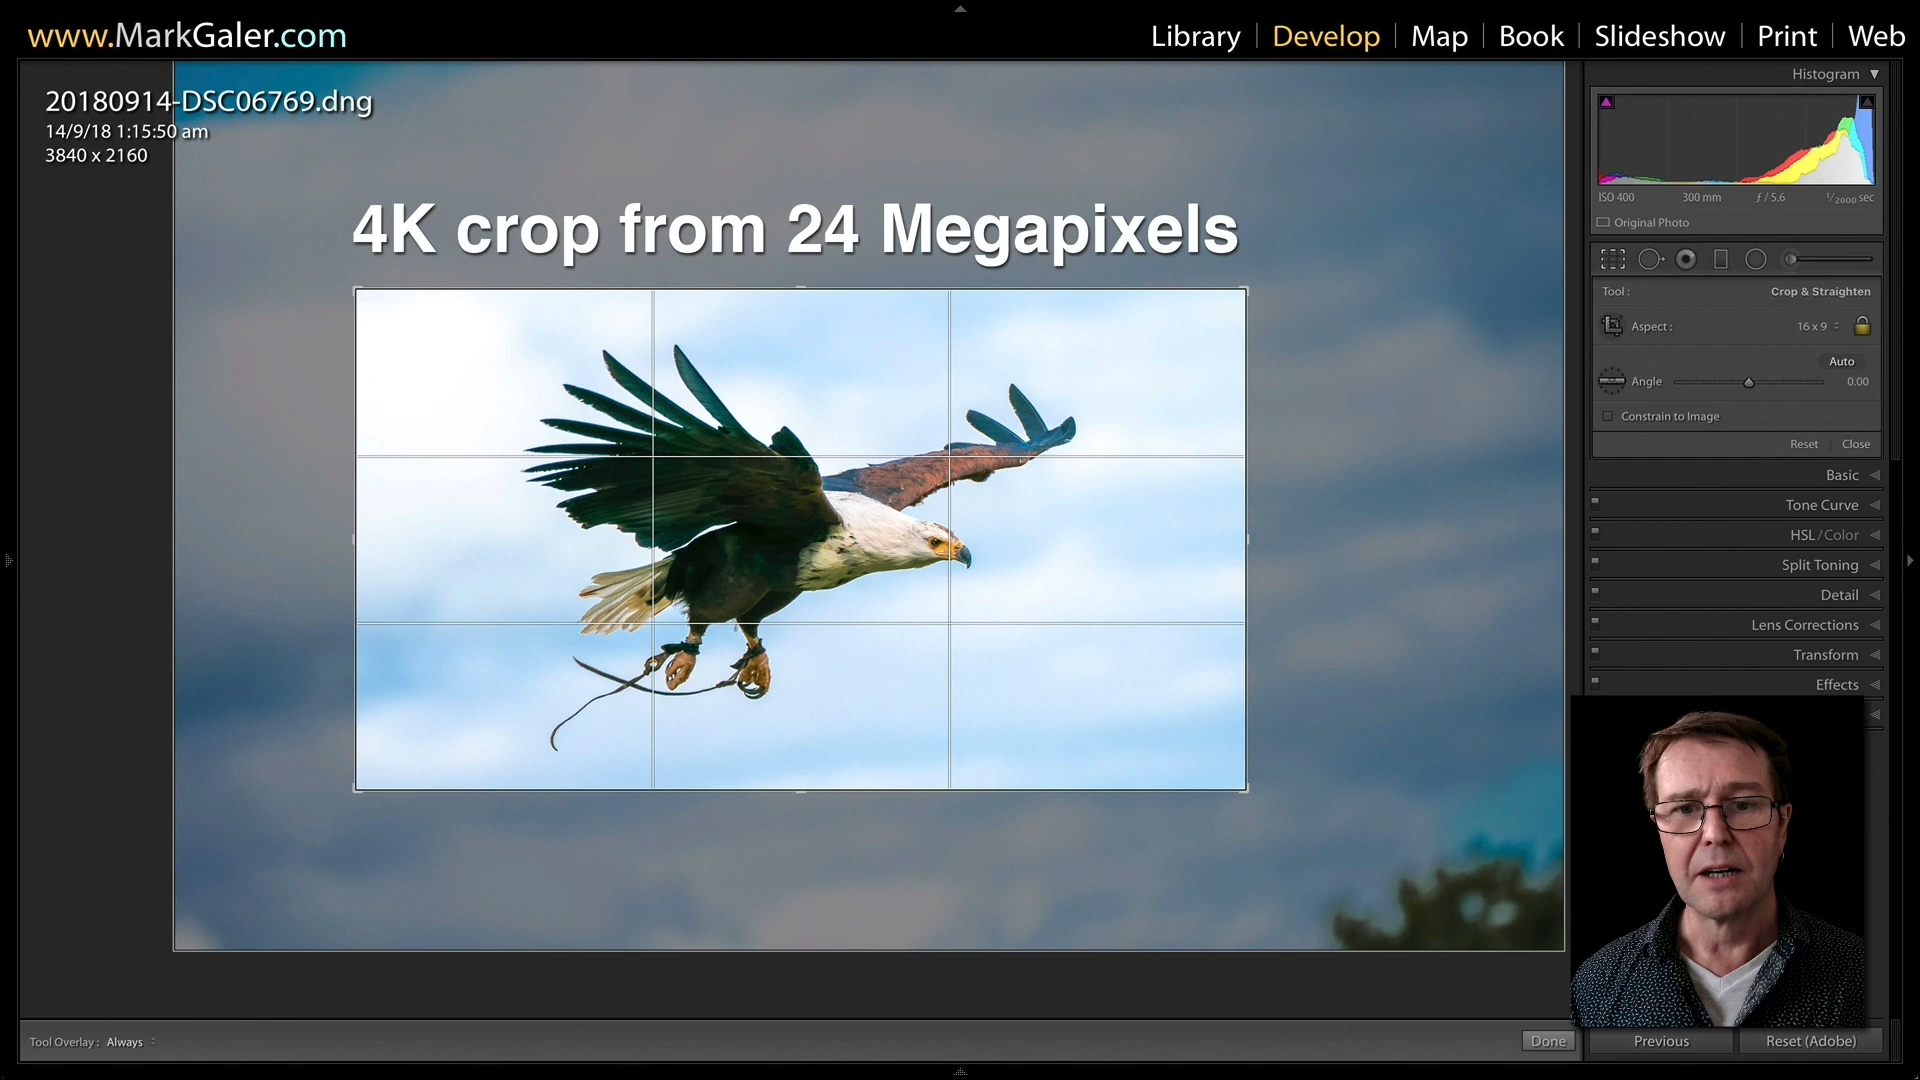 www.MarkGaler.com
Library | Develop | Map | Book | Slideshow | Print | Web
20180914-DSC06769.dng
14/9/18 1:15:50 am
3840 x 2160
4K crop from 24 Megapixels
Histogram
ISO 400 300 mm ƒ / 5.6 1/2000 sec
Original Photo
Tool : Crop & Straighten
Aspect : 16 x 9
Auto
Angle 0.00
Constrain to Image
Reset Close
Basic
Tone Curve
HSL / Color
Split Toning
Detail
Lens Corrections
Transform
Effects
Tool Overlay : Always
Done
Previous
Reset (Adobe)